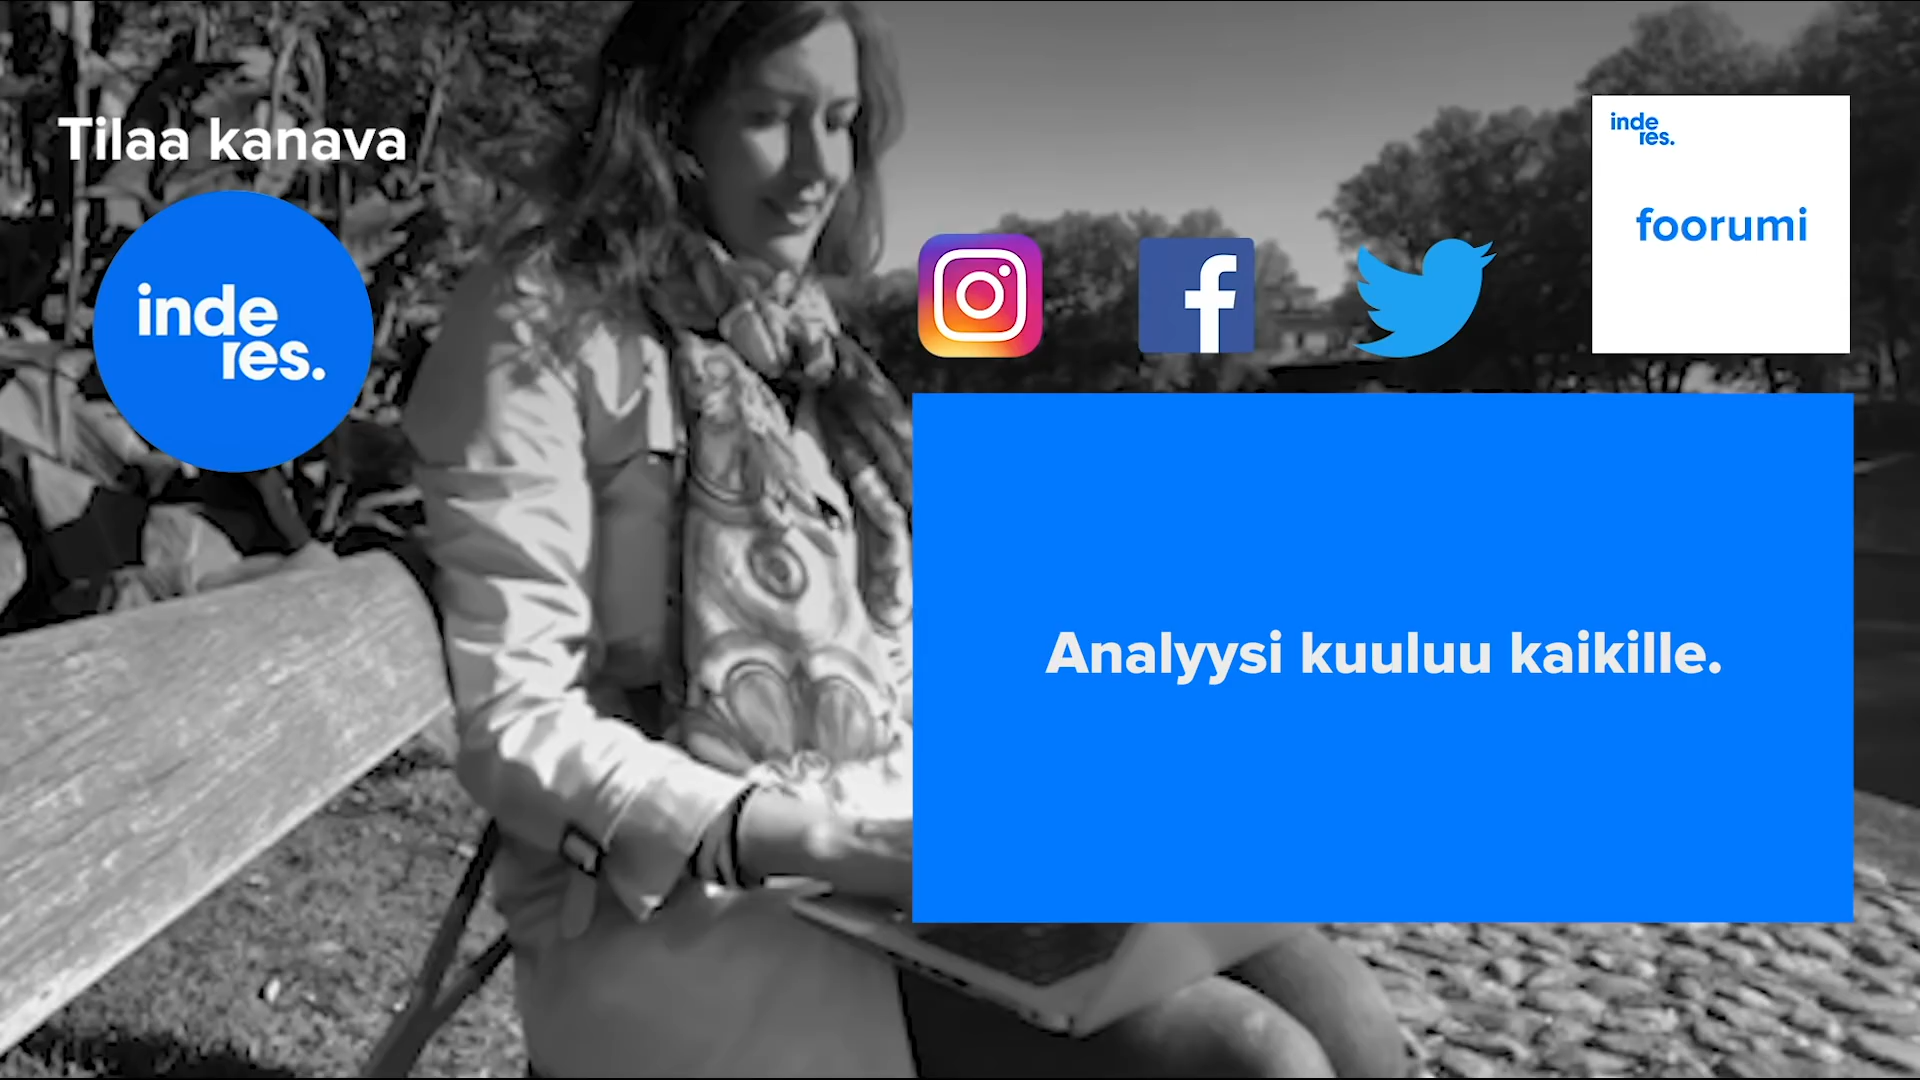 Tilaa kanava
inde
res.
inde
res.
foorumi
Analyysi kuuluu kaikille.